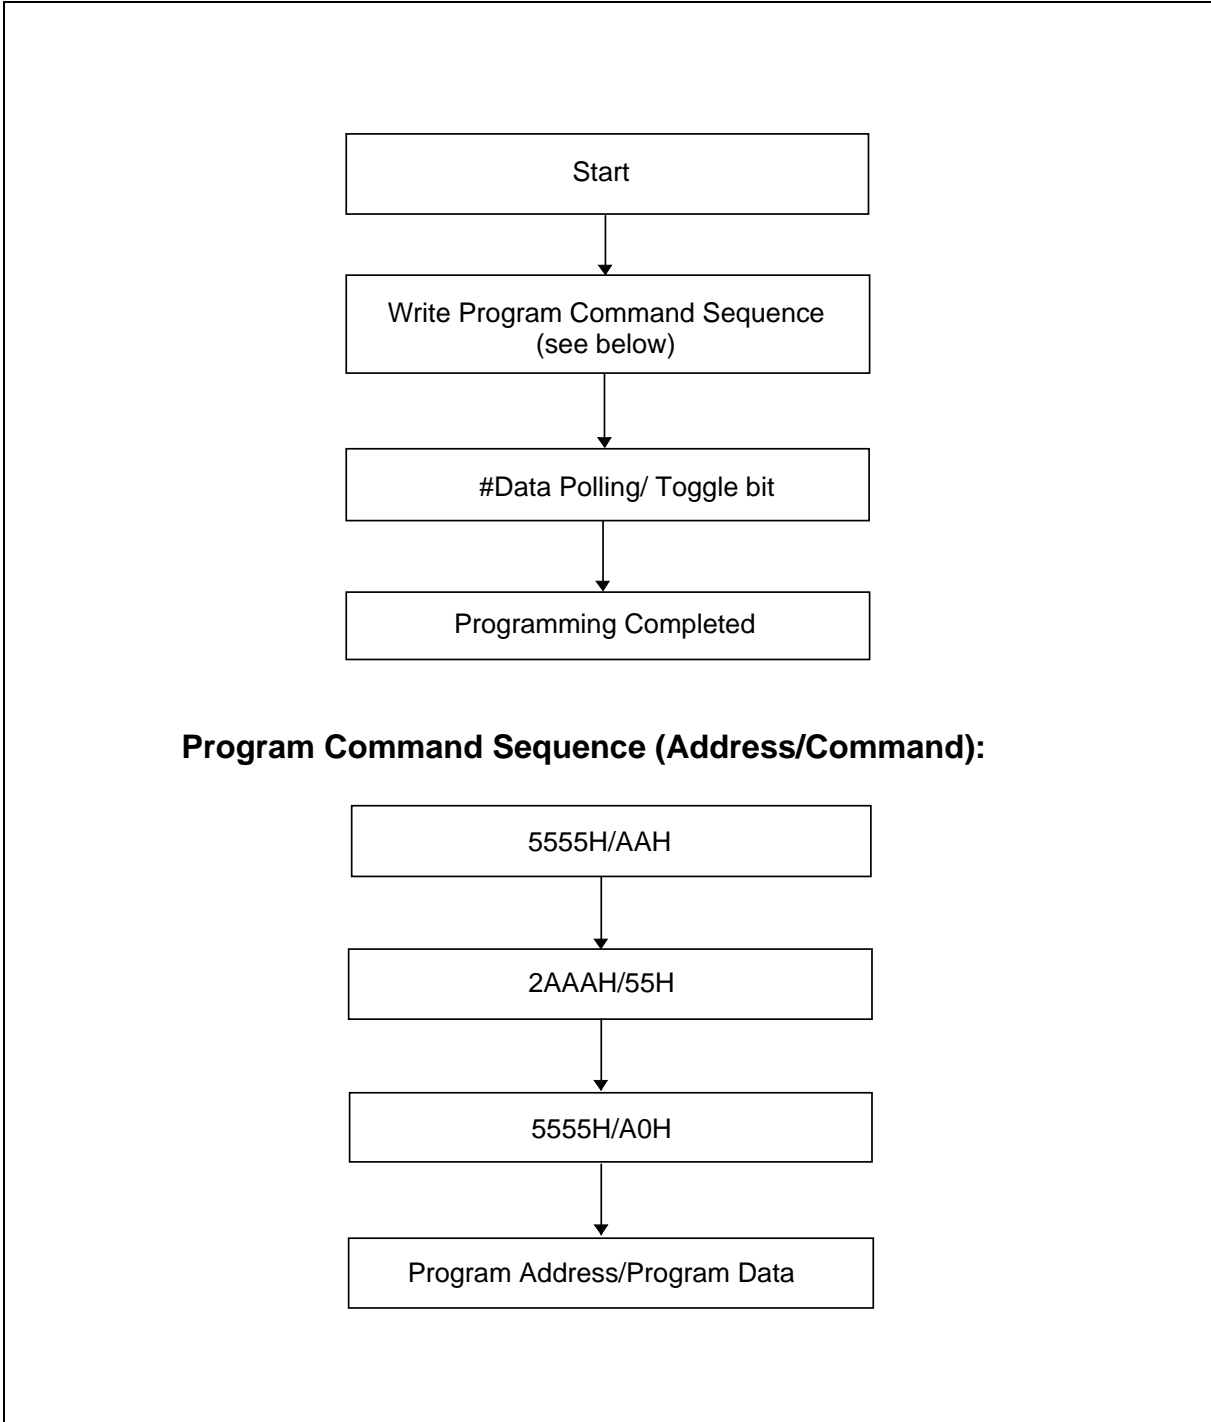 Start
Write Program Command Sequence
(see below)
#Data Polling/ Toggle bit
Programming Completed
Program Command Sequence (Address/Command):
5555H/AAH
2AAAH/55H
5555H/A0H
Program Address/Program Data